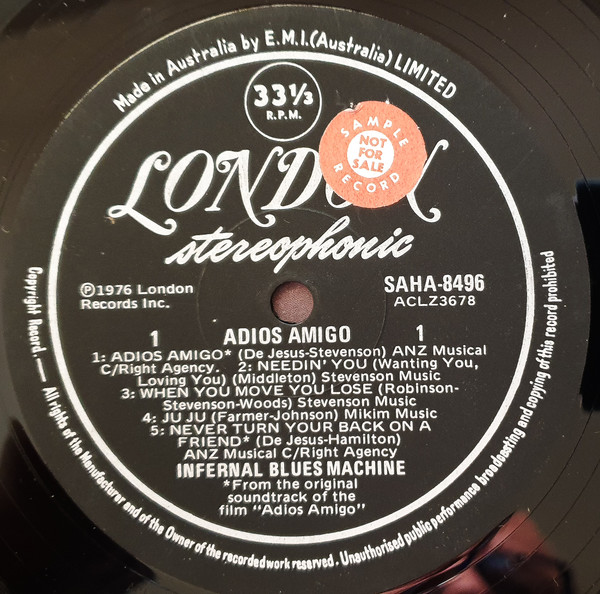 Made in Australia by E.M.I.(Australia) LIMITED
33⅓
R.P.M.
SAMPLE
NOT
FOR
SALE
RECORD
LONDON
stereophonic
℗1976 London
Records Inc.
SAHA-8496
ACLZ3678
1 ADIOS AMIGO 1
1: ADIOS AMIGO* (De Jesus-Stevenson) ANZ Musical
C/Right Agency. 2: NEEDIN' YOU (Wanting You,
Loving You) (Middleton) Stevenson Music
3: WHEN YOU MOVE YOU LOSE (Robinson-
Stevenson-Woods) Stevenson Music
4: JU JU (Farmer-Johnson) Mikim Music
5: NEVER TURN YOUR BACK ON A
FRIEND* (De Jesus-Hamilton)
ANZ Musical C/Right Agency
INFERNAL BLUES MACHINE
*From the original
soundtrack of the
film "Adios Amigo"
Copyright Record. — All rights of the Manufacturer and of the Owner of the recorded work reserved. Unauthorised public performance broadcasting and copying of this record prohibited